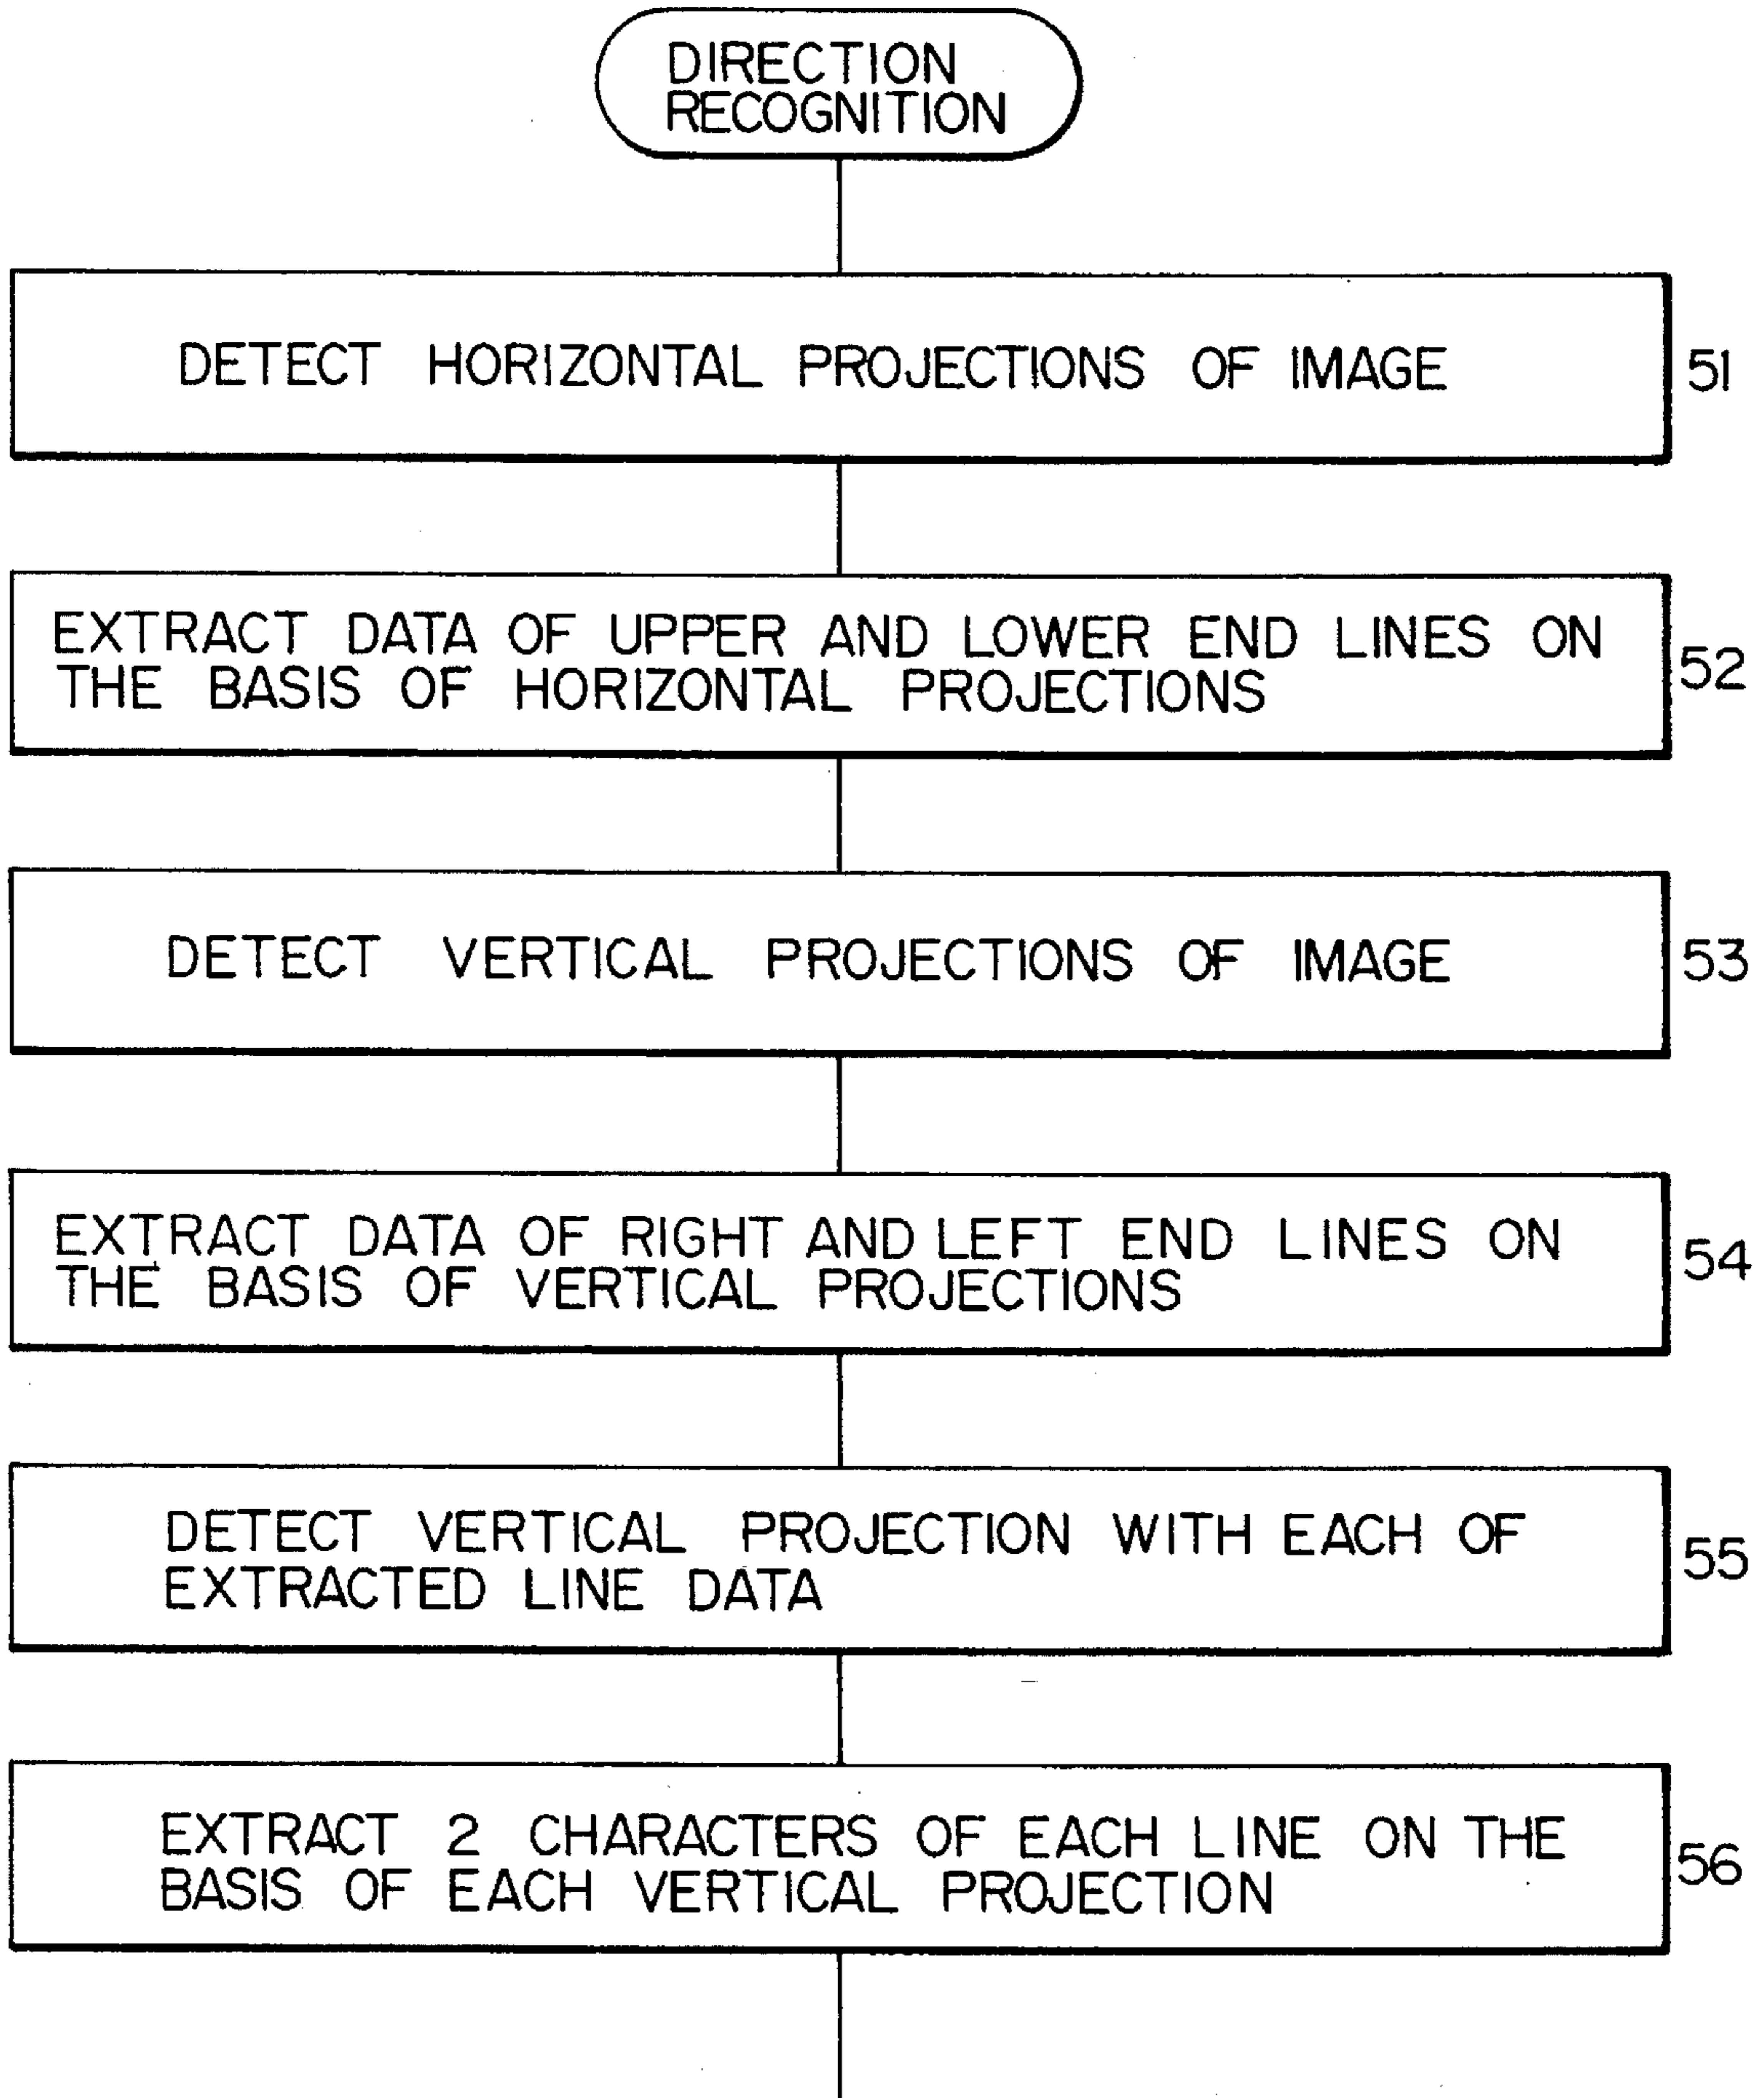 DIRECTION
RECOGNITION
DETECT HORIZONTAL PROJECTIONS OF IMAGE
51
EXTRACT DATA OF UPPER AND LOWER END LINES ON
THE BASIS OF HORIZONTAL PROJECTIONS
52
DETECT VERTICAL PROJECTIONS OF IMAGE
53
EXTRACT DATA OF RIGHT AND LEFT END LINES ON
THE BASIS OF VERTICAL PROJECTIONS
54
DETECT VERTICAL PROJECTION WITH EACH OF
EXTRACTED LINE DATA
55
EXTRACT 2 CHARACTERS OF EACH LINE ON THE
BASIS OF EACH VERTICAL PROJECTION
56